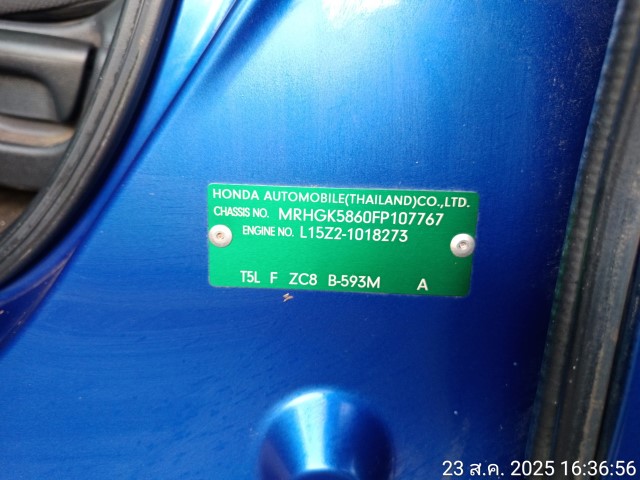 HONDA AUTOMOBILE(THAILAND)CO.,LTD.
CHASSIS NO. MRHGK5860FP107767
ENGINE NO. L15Z2-1018273
T5L F ZC8 B-593M A
23 ส.ค. 2025 16:36:56